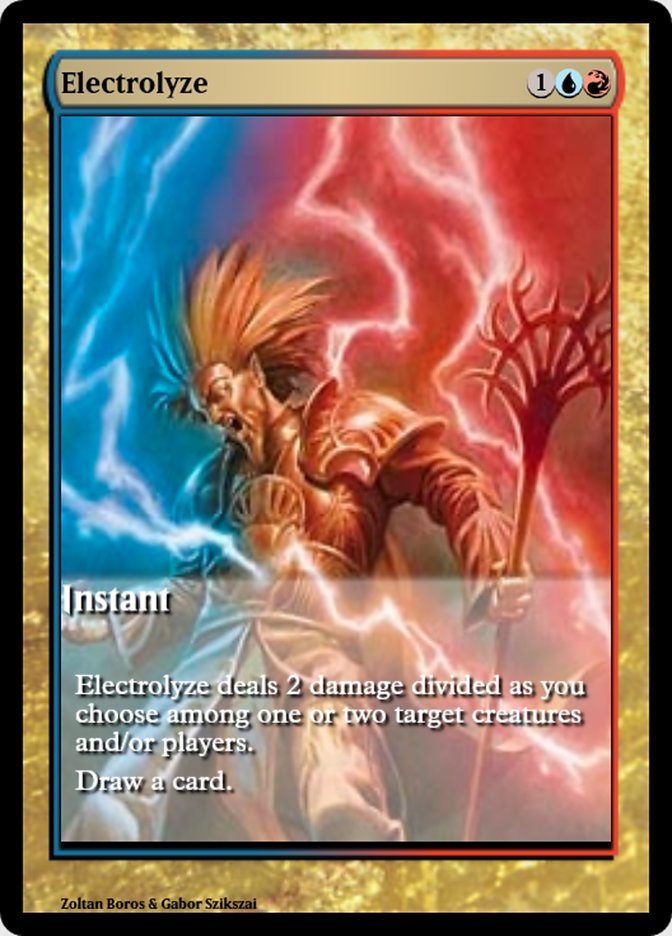 Electrolyze 1
Instant
Electrolyze deals 2 damage divided as you
choose among one or two target creatures
and/or players.
Draw a card.
Zoltan Boros & Gabor Szikszai